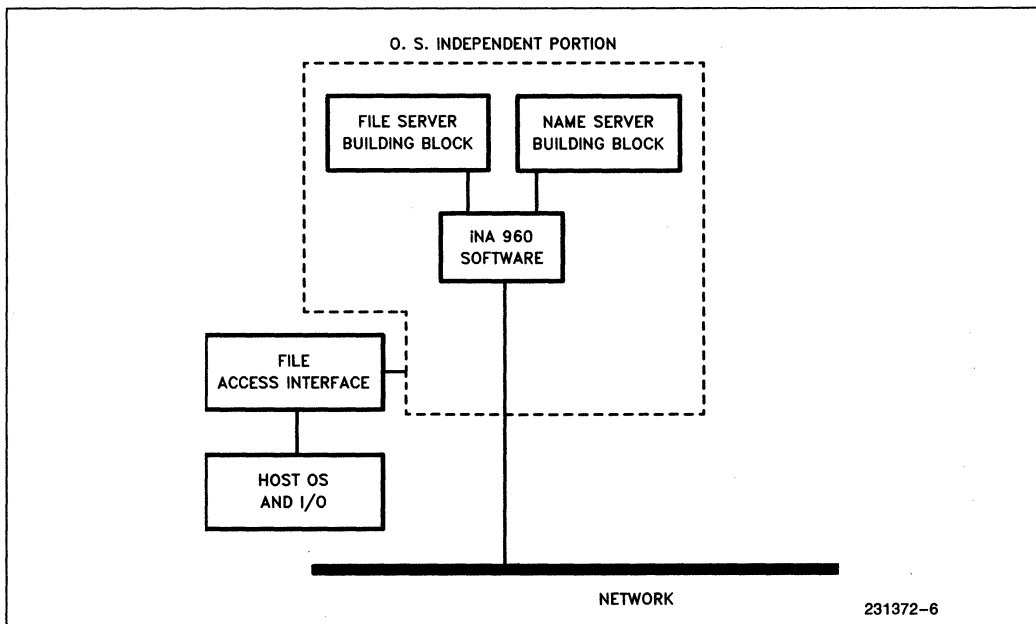 O. S. INDEPENDENT PORTION
FILE SERVER
BUILDING BLOCK
NAME SERVER
BUILDING BLOCK
iNA 960
SOFTWARE
FILE
ACCESS INTERFACE
HOST OS
AND I/O
NETWORK
231372-6